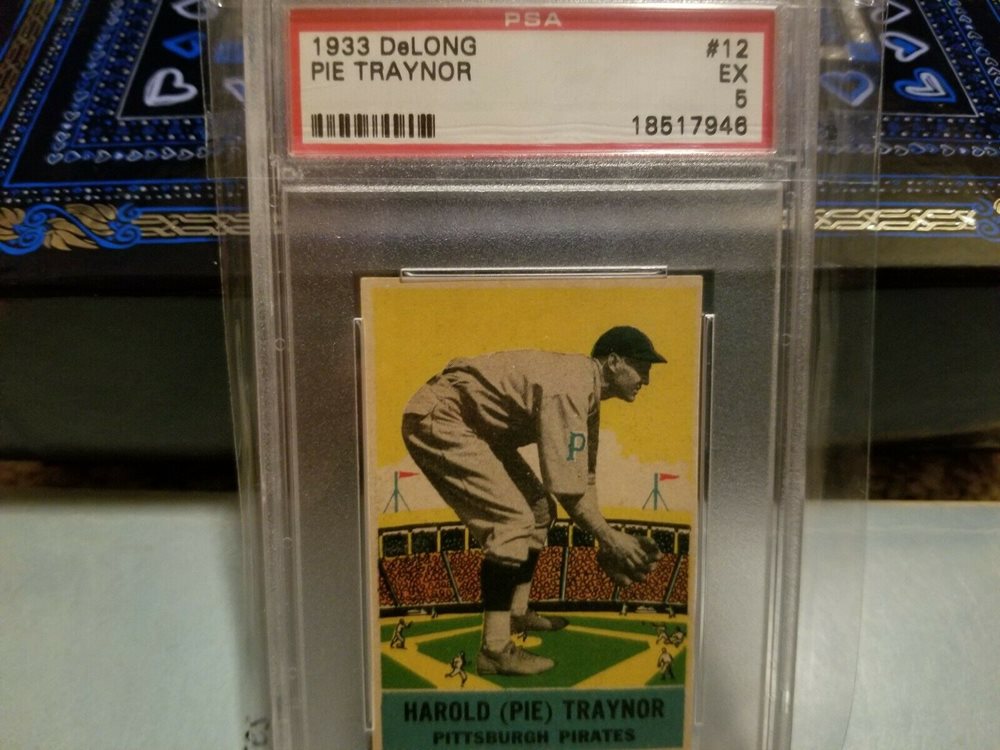 PSA
1933 DeLONG #12
PIE TRAYNOR EX
5
18517946
P
HAROLD (PIE) TRAYNOR
PITTSBURGH PIRATES